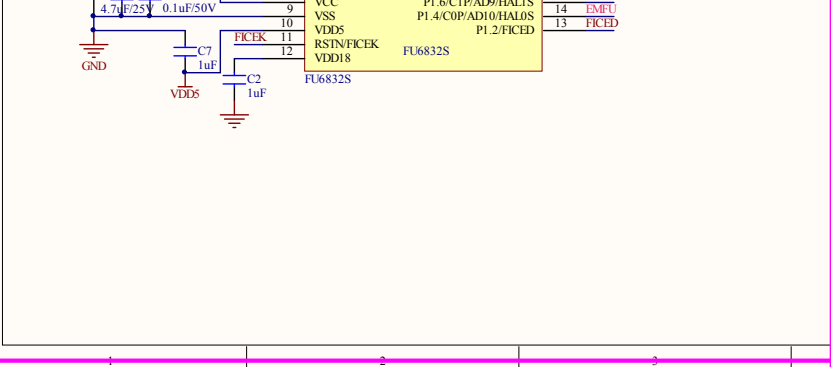 VCC
P1.6/C1P/AD9/HALTS
4.7uF/25V 0.1uF/50V
9 VSS P1.4/C0P/AD10/HAL0S 14 EMFU
10 VDD5 P1.2/FICED 13 FICED
FICEK 11 RSTN/FICEK FU6832S
C7 12 VDD18
GND 1uF
C2 FU6832S
VDD5 1uF
2 3